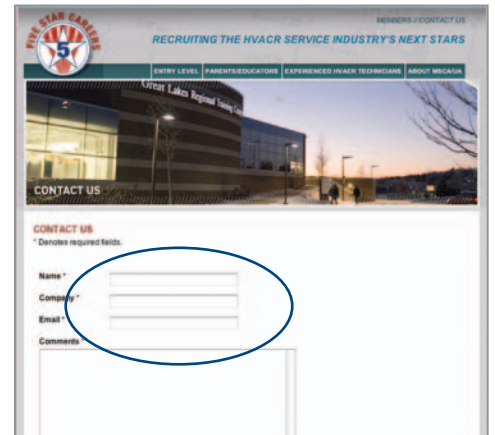 FIVE STAR CAREERS
5
MEMBERS // CONTACT US
RECRUITING THE HVACR SERVICE INDUSTRY'S NEXT STARS
ENTRY LEVEL PARENTS/EDUCATORS EXPERIENCED HVACR TECHNICIANS ABOUT MSCA/UA
Great Lakes Regional Training Center
CONTACT US
CONTACT US
* Denotes required fields.
Name *
Company *
Email *
Comments *